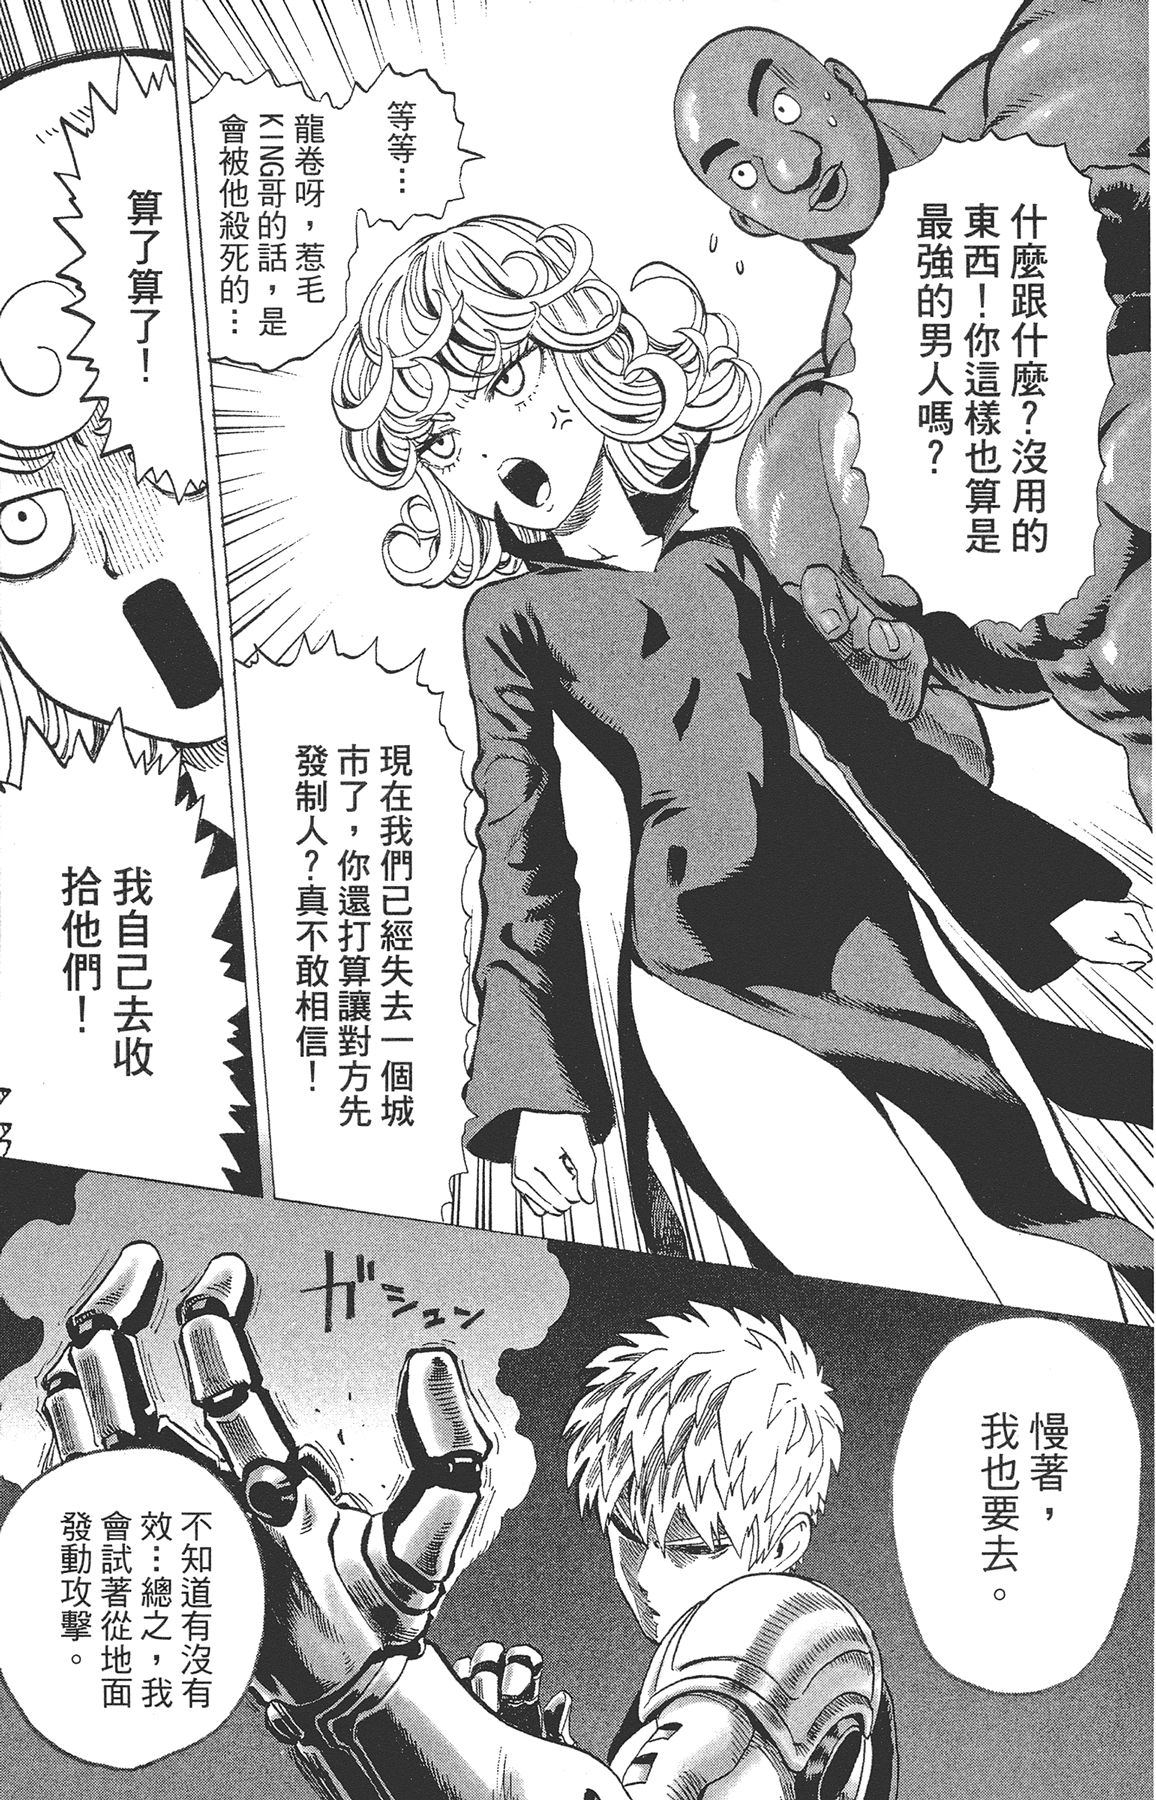 什麼跟什麼？沒用的
東西！你這樣也算是
最強的男人嗎？
等等…
龍卷呀，惹毛
KING哥的話，是
會被他殺死的…
現在我們已經失去一個城
市了，你還打算讓對方先
發制人？真不敢相信！
算了算了！
我自己去收
拾他們！
慢著，
我也要去。
ガシュン
不知道有沒有
效…總之，我
會試著從地面
發動攻擊。